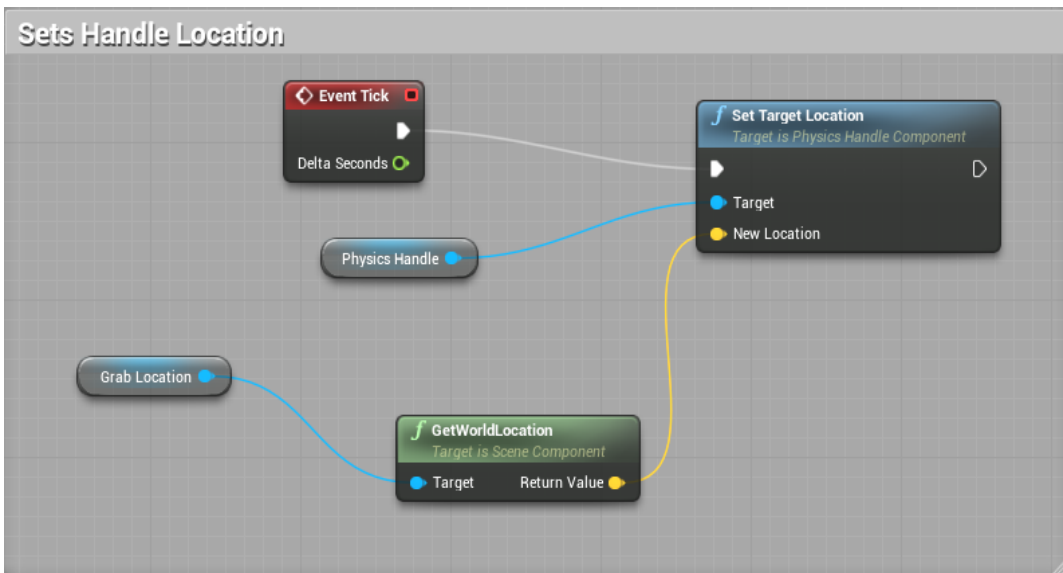 Sets Handle Location
Event Tick
Delta Seconds
Set Target Location
Target is Physics Handle Component
Target
New Location
Physics Handle
Grab Location
GetWorldLocation
Target is Scene Component
Target Return Value